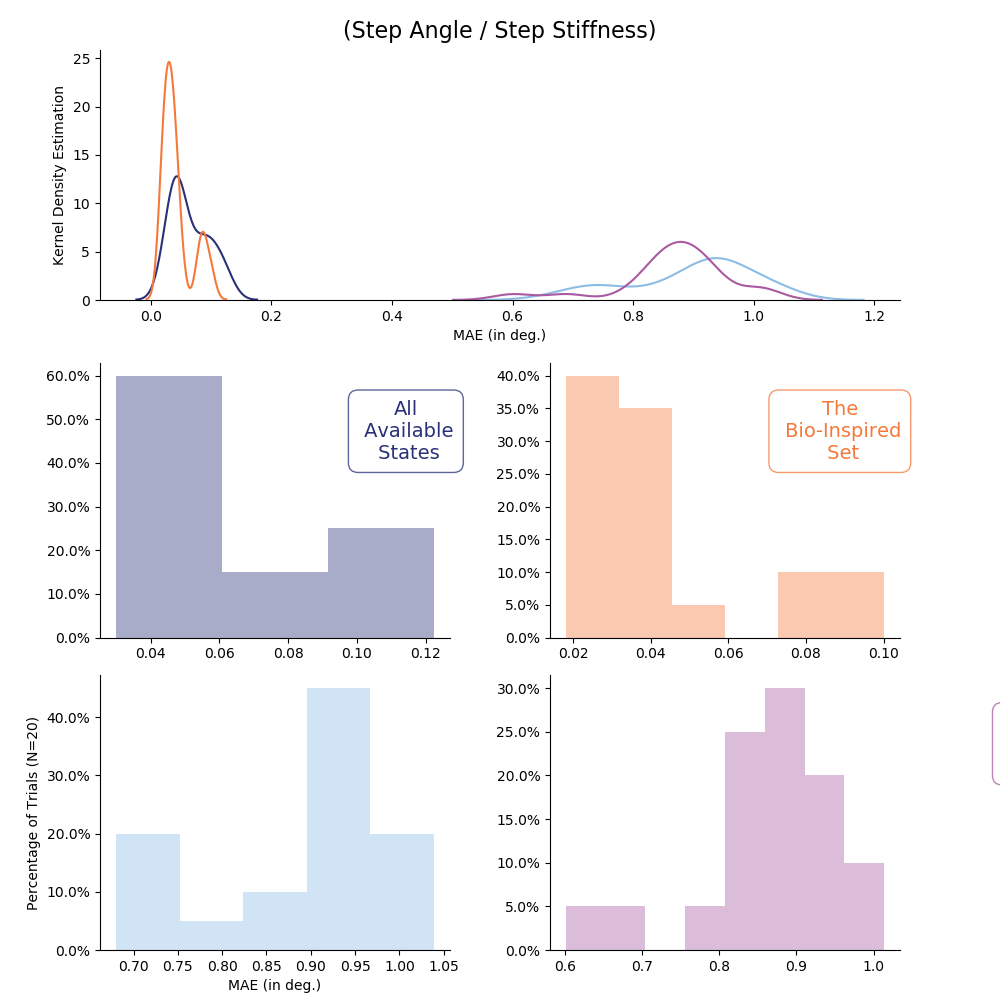 (Step Angle / Step Stiffness)
Kernel Density Estimation
25
20
15
10
5
0
0.0 0.2 0.4 0.6 0.8 1.0 1.2
MAE (in deg.)
60.0%
50.0%
40.0%
30.0%
20.0%
10.0%
0.0%
All
Available
States
0.04 0.06 0.08 0.10 0.12
40.0%
35.0%
30.0%
25.0%
20.0%
15.0%
10.0%
5.0%
0.0%
The
Bio-Inspired
Set
0.02 0.04 0.06 0.08 0.10
Percentage of Trials (N=20)
40.0%
30.0%
20.0%
10.0%
0.0%
0.70 0.75 0.80 0.85 0.90 0.95 1.00 1.05
MAE (in deg.)
30.0%
25.0%
20.0%
15.0%
10.0%
5.0%
0.0%
0.6 0.7 0.8 0.9 1.0